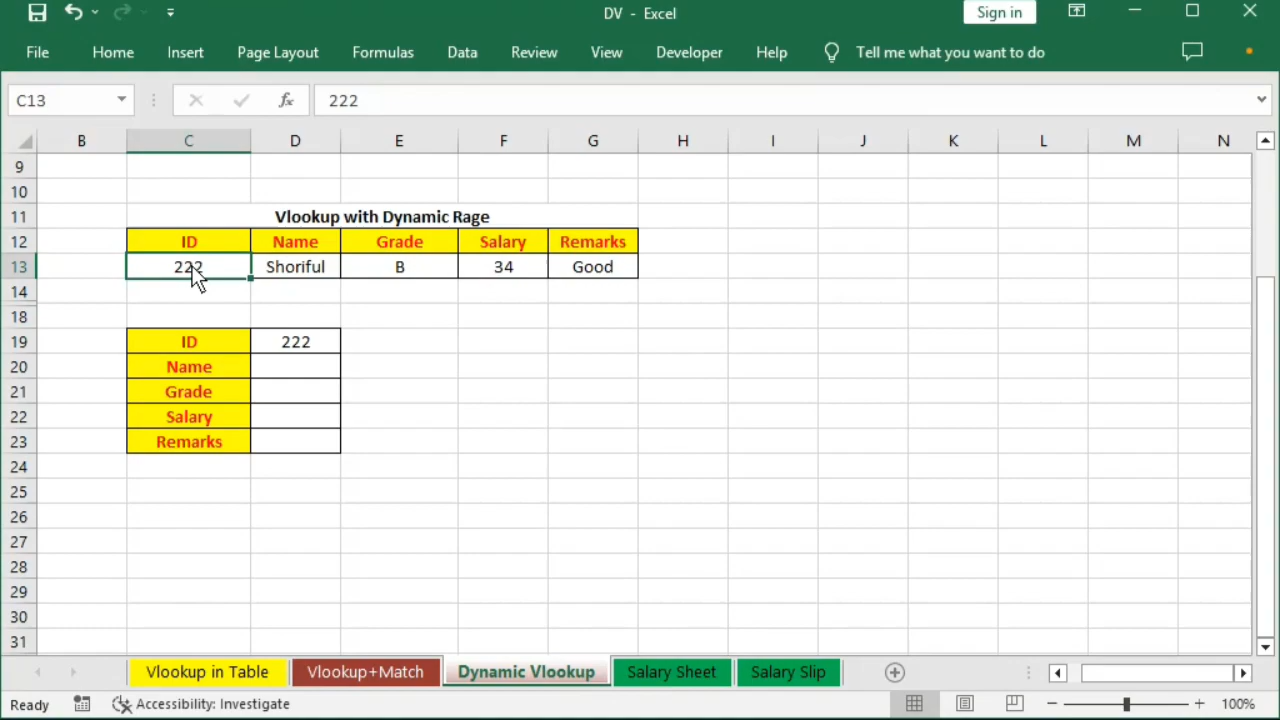 DV - Excel
Sign in
File Home Insert Page Layout Formulas Data Review View Developer Help Tell me what you want to do
C13 fx 222
B C D E F G H I J K L M N
9
10
11 Vlookup with Dynamic Rage
12 ID Name Grade Salary Remarks
13 222 Shoriful B 34 Good
14
18
19 ID 222
20 Name
21 Grade
22 Salary
23 Remarks
24
25
26
27
28
29
30
31
Vlookup in Table Vlookup+Match Dynamic Vlookup Salary Sheet Salary Slip
Ready Accessibility: Investigate 100%